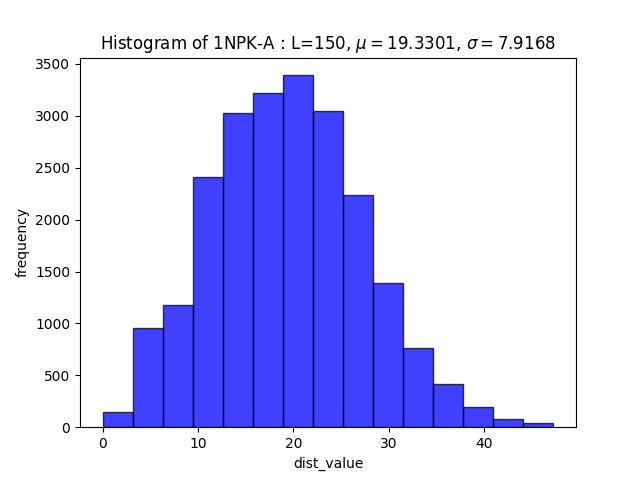 Histogram of 1NPK-A : L=150, μ = 19.3301, σ = 7.9168
3500
3000
2500
2000
1500
1000
500
0
frequency
0 10 20 30 40
dist_value